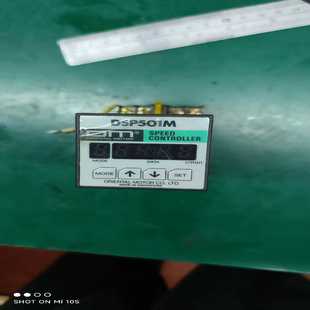 DSP501M
SPEED
CONTROLLER
MODE
DATA
MODE
SET
ORIENTAL MOTOR CO., LTD.
SHOT ON MI 10S